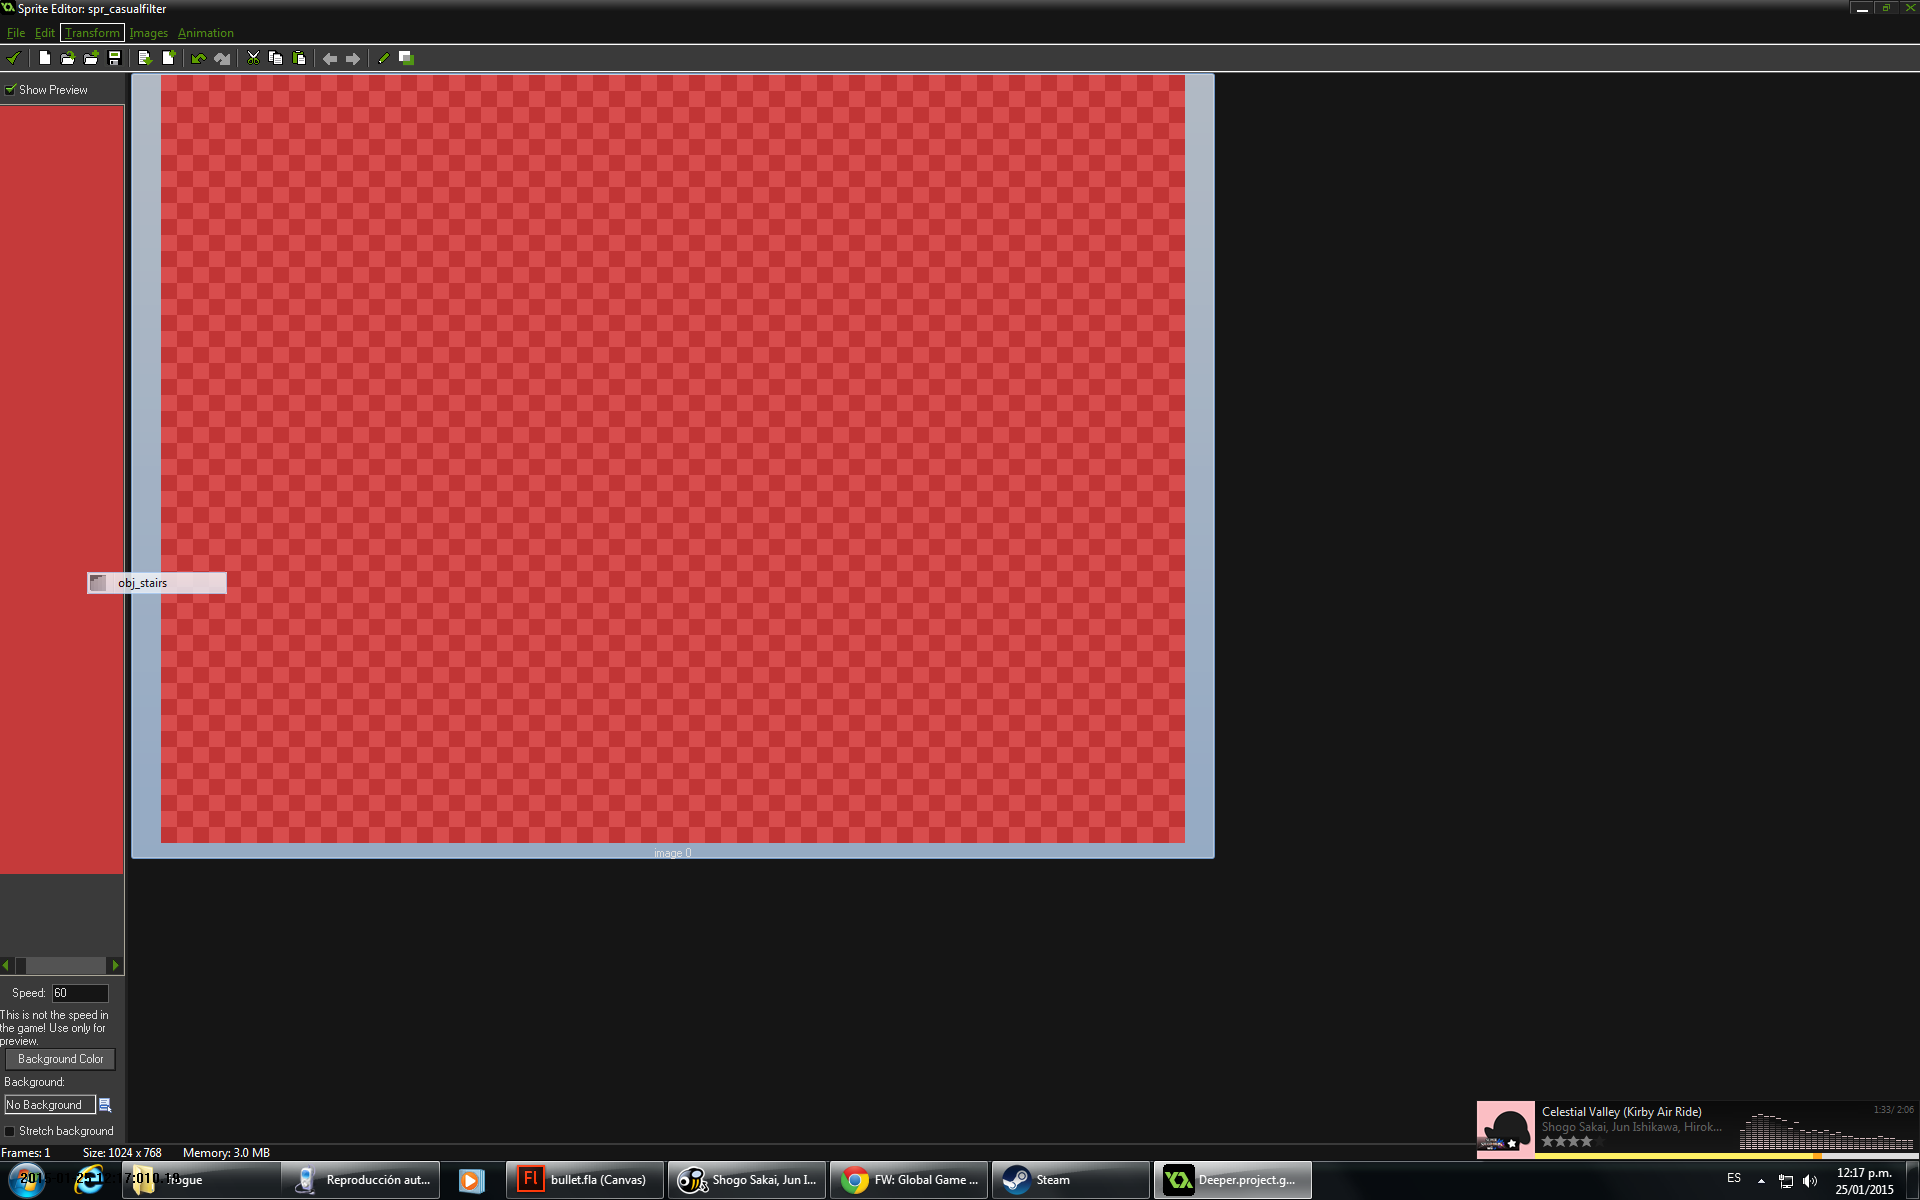 Sprite Editor: spr_casualfilter
File Edit Transform Images Animation
Show Preview
obj_stairs
image 0
Speed: 60
This is not the speed in
the game! Use only for
preview.
Background Color
Background:
No Background
Stretch background
Celestial Valley (Kirby Air Ride)
1:33/ 2:06
Shogo Sakai, Jun Ishikawa, Hirok...
Frames: 1 Size: 1024 x 768 Memory: 3.0 MB
Reproducción aut...
Fl
bullet.fla (Canvas)
Shogo Sakai, Jun I...
FW: Global Game ...
Steam
Deeper.project.g...
ES
12:17 p.m.
25/01/2015